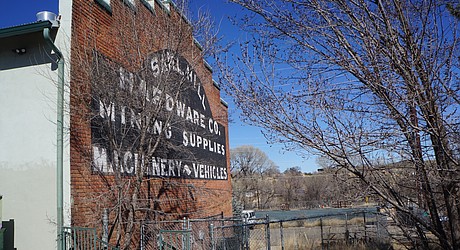 HARDWARE CO.
MINING SUPPLIES
MACHINERY - VEHICLES